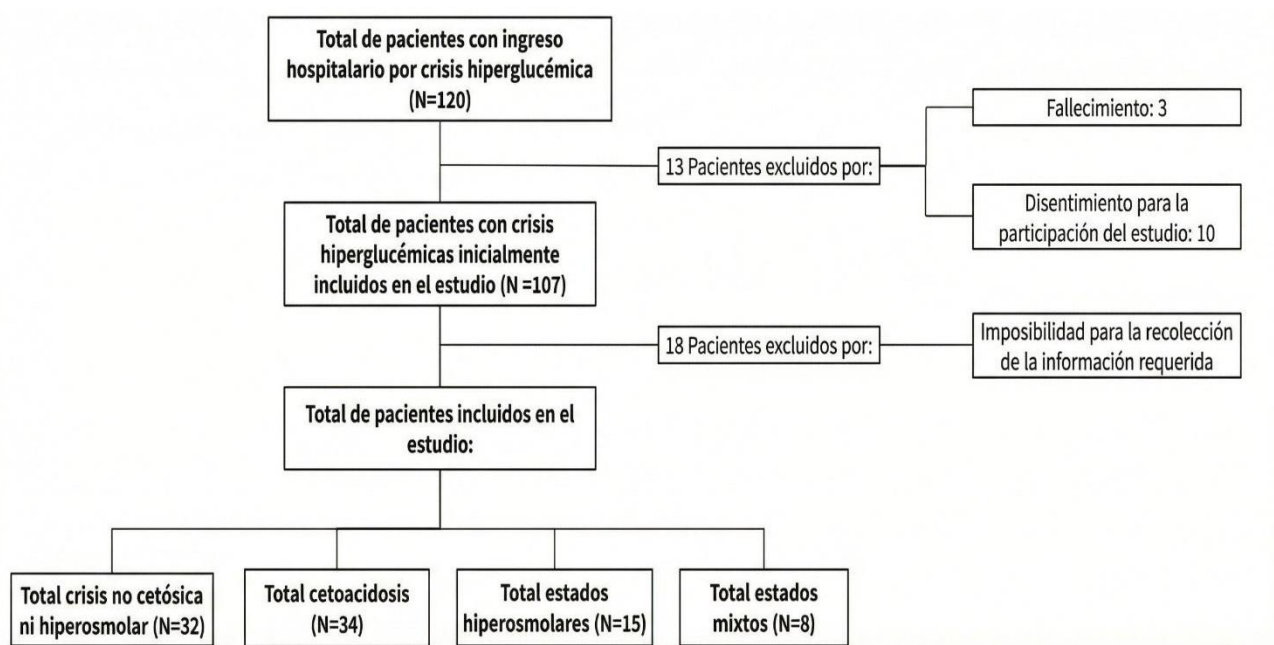 Total de pacientes con ingreso
hospitalario por crisis hiperglucémica
(N=120)
Fallecimiento: 3
13 Pacientes excluidos por:
Disentimiento para la
participación del estudio: 10
Total de pacientes con crisis
hiperglucémicas inicialmente
incluidos en el estudio (N =107)
18 Pacientes excluidos por:
Imposibilidad para la recolección
de la información requerida
Total de pacientes incluidos en el
estudio:
Total crisis no cetósica
ni hiperosmolar (N=32)
Total cetoacidosis
(N=34)
Total estados
hiperosmolares (N=15)
Total estados
mixtos (N=8)